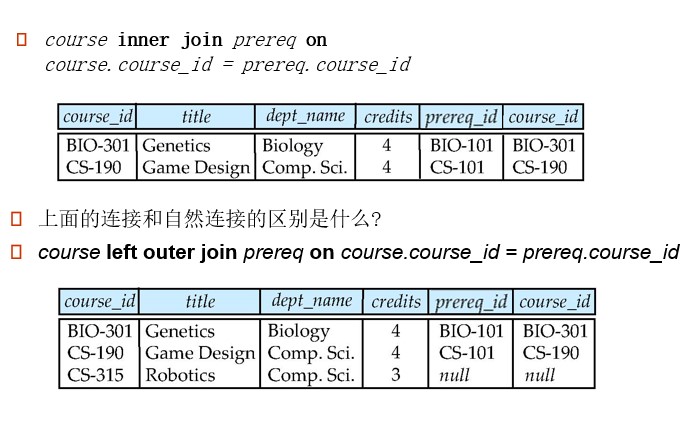 course inner join prereq on
course.course_id = prereq.course_id
course_id title dept_name credits prereq_id course_id
BIO-301 Genetics Biology 4 BIO-101 BIO-301
CS-190 Game Design Comp. Sci. 4 CS-101 CS-190
上面的连接和自然连接的区别是什么?
course left outer join prereq on course.course_id = prereq.course_id
course_id title dept_name credits prereq_id course_id
BIO-301 Genetics Biology 4 BIO-101 BIO-301
CS-190 Game Design Comp. Sci. 4 CS-101 CS-190
CS-315 Robotics Comp. Sci. 3 null null